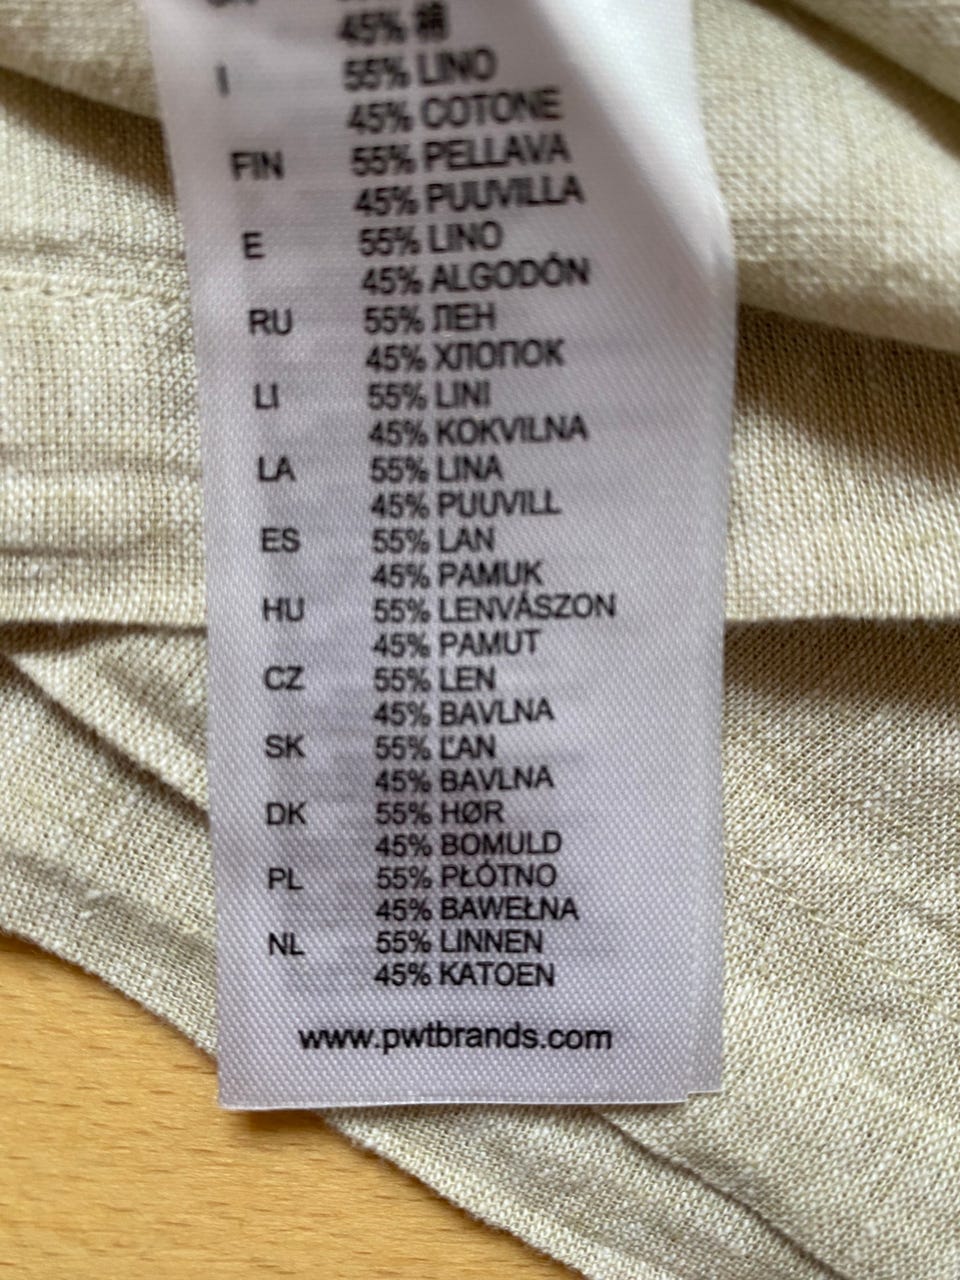 45% 棉
I 55% LINO
45% COTONE
FIN 55% PELLAVA
45% PUUVILLA
E 55% LINO
45% ALGODÓN
RU 55% ЛЕН
45% ХЛОПОК
LI 55% LINI
45% KOKVILNA
LA 55% LINA
45% PUUVILL
ES 55% LAN
45% PAMUK
HU 55% LENVÁSZON
45% PAMUT
CZ 55% LEN
45% BAVLNA
SK 55% ĽAN
45% BAVLNA
DK 55% HØR
45% BOMULD
PL 55% PŁÓTNO
45% BAWEŁNA
NL 55% LINNEN
45% KATOEN
www.pwtbrands.com